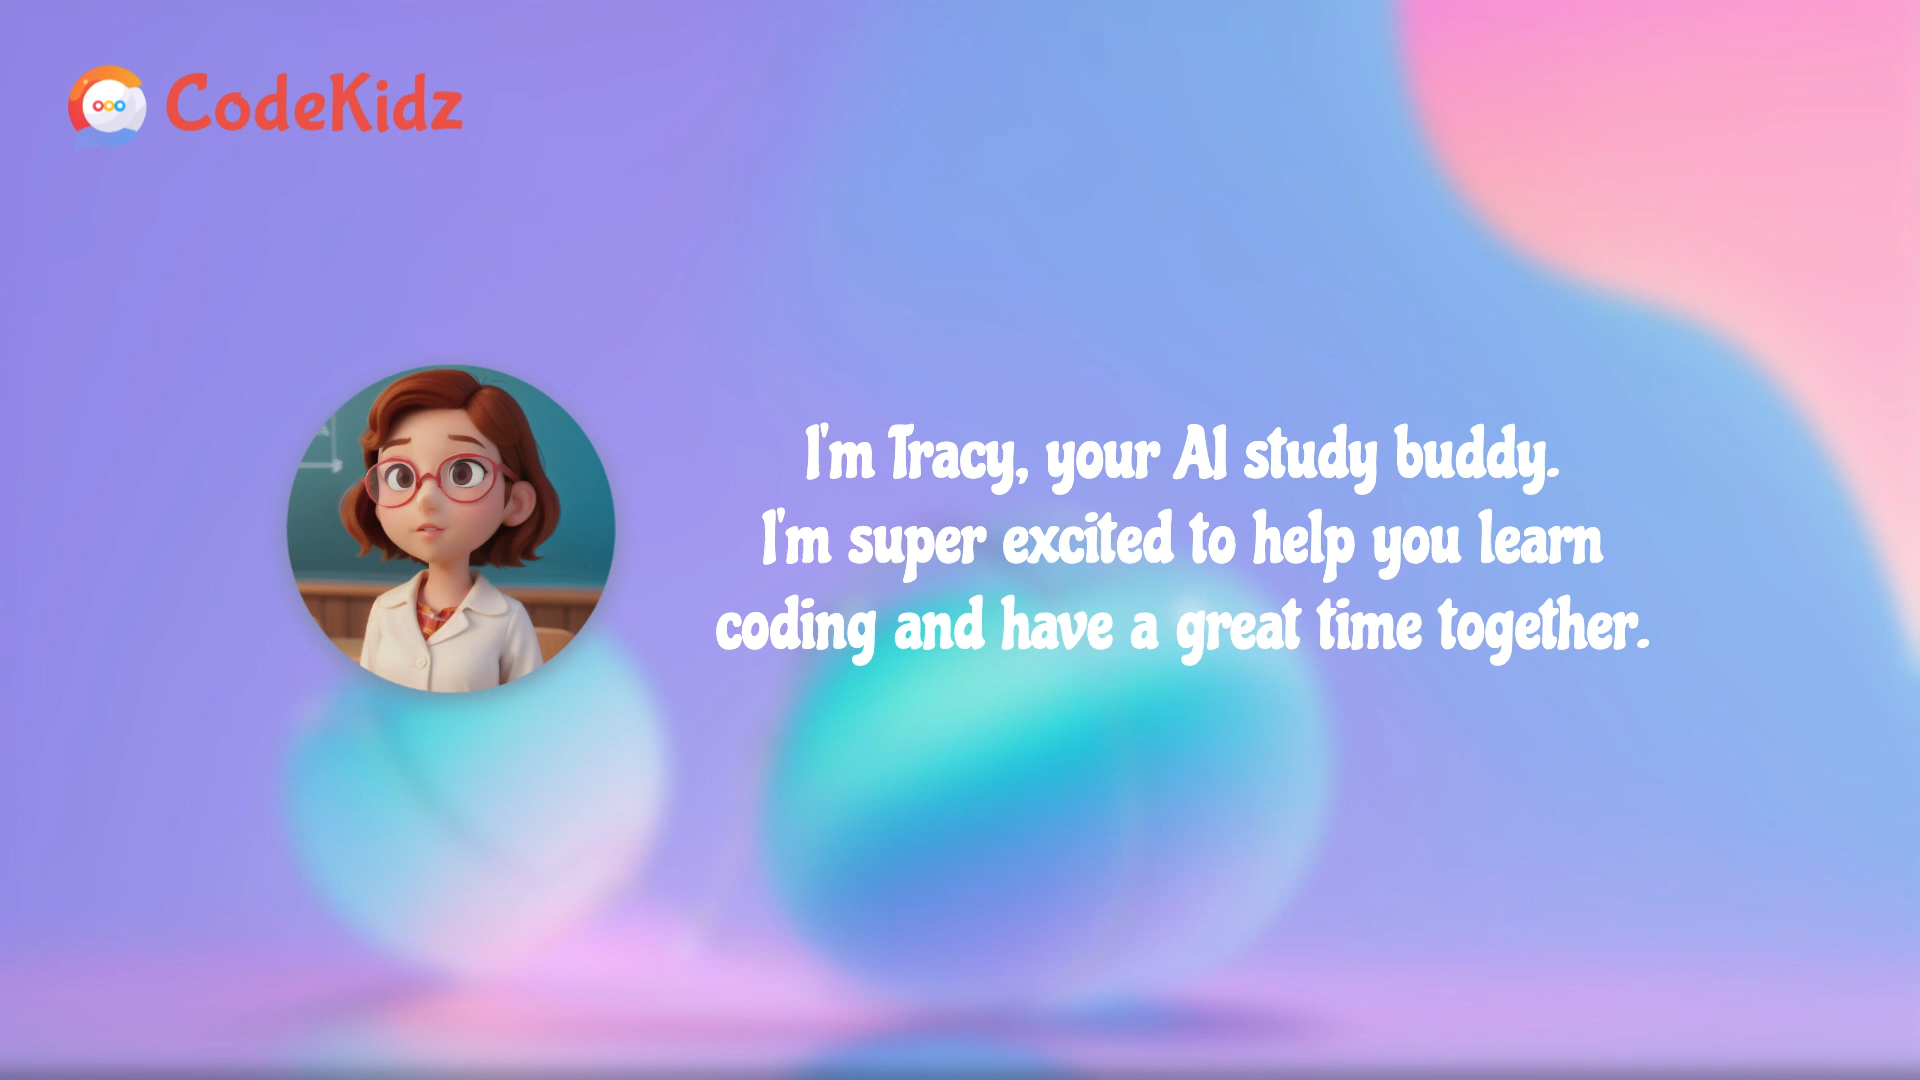 CodeKidz
I'm Tracy, your AI study buddy.
I'm super excited to help you learn
coding and have a great time together.